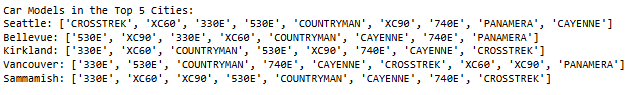 Car Models in the Top 5 Cities:
Seattle: ['CROSSTREK', 'XC60', '330E', '530E', 'COUNTRYMAN', 'XC90', '740E', 'PANAMERA', 'CAYENNE']
Bellevue: ['530E', 'XC90', '330E', 'XC60', 'COUNTRYMAN', 'CAYENNE', '740E', 'PANAMERA']
Kirkland: ['330E', 'XC60', 'COUNTRYMAN', '530E', 'XC90', '740E', 'CAYENNE', 'CROSSTREK']
Vancouver: ['330E', '530E', 'COUNTRYMAN', '740E', 'CAYENNE', 'CROSSTREK', 'XC60', 'XC90', 'PANAMERA']
Sammamish: ['330E', 'XC60', 'XC90', '530E', 'COUNTRYMAN', 'CAYENNE', '740E', 'CROSSTREK']